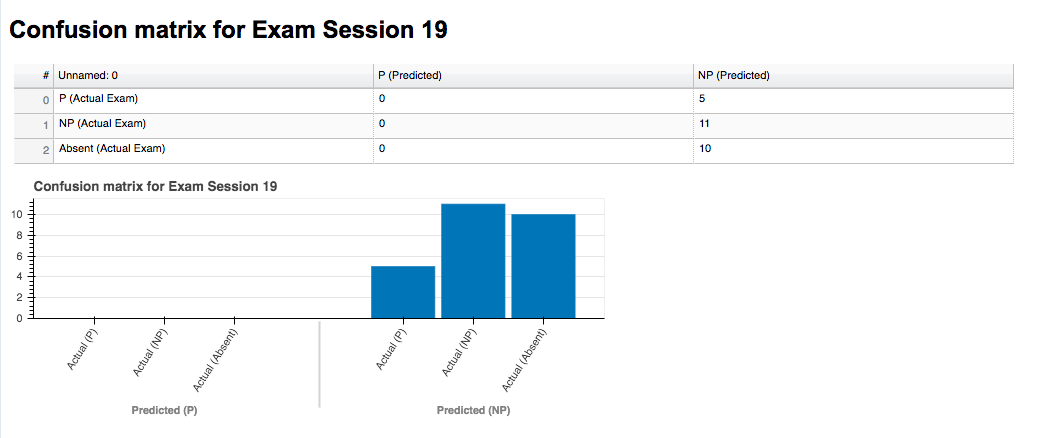 Confusion matrix for Exam Session 19
# Unnamed: 0 P (Predicted) NP (Predicted)
0 P (Actual Exam) 0 5
1 NP (Actual Exam) 0 11
2 Absent (Actual Exam) 0 10
Confusion matrix for Exam Session 19
10
8
6
4
2
0
Actual (P) Actual (NP) Actual (Absent) Actual (P) Actual (NP) Actual (Absent)
Predicted (P) Predicted (NP)